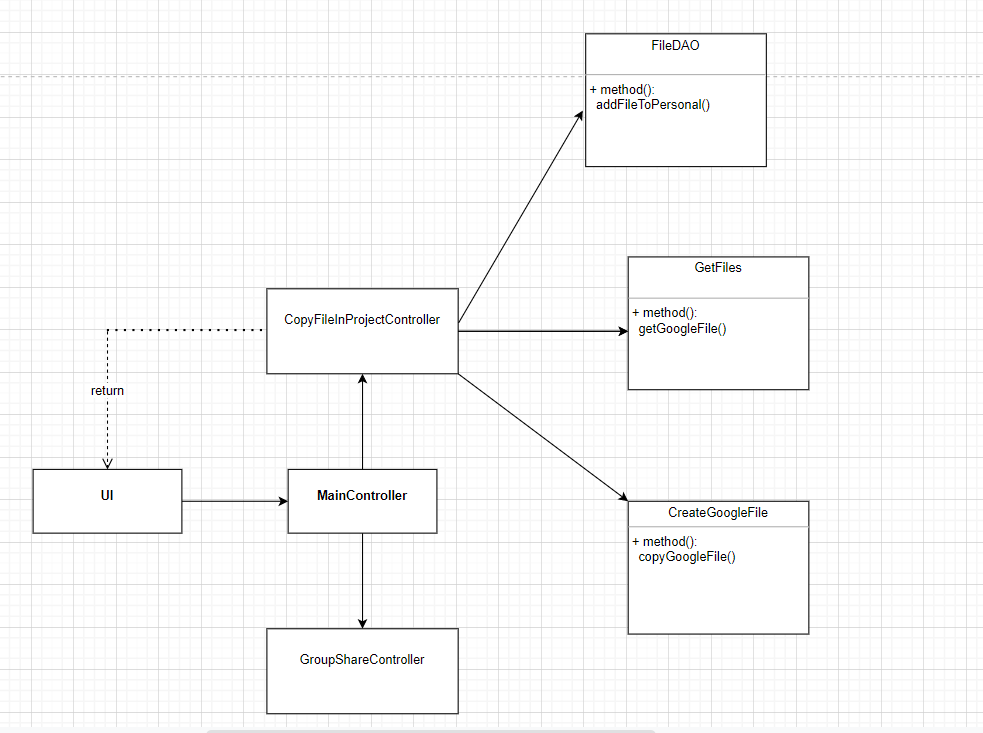 FileDAO
+ method():
addFileToPersonal()
GetFiles
+ method():
getGoogleFile()
CopyFileInProjectController
return
UI
MainController
CreateGoogleFile
+ method():
copyGoogleFile()
GroupShareController